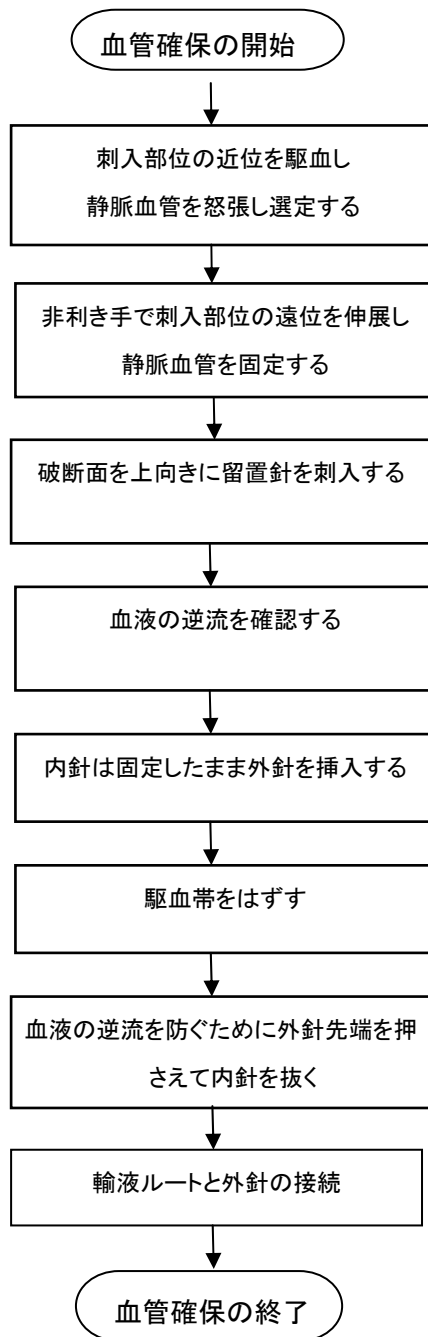 血管確保の開始
刺入部位の近位を駆血し
静脈血管を怒張し選定する
非利き手で刺入部位の遠位を伸展し
静脈血管を固定する
破断面を上向きに留置針を刺入する
血液の逆流を確認する
内針は固定したまま外針を挿入する
駆血帯をはずす
血液の逆流を防ぐために外針先端を押
さえて内針を抜く
輸液ルートと外針の接続
血管確保の終了